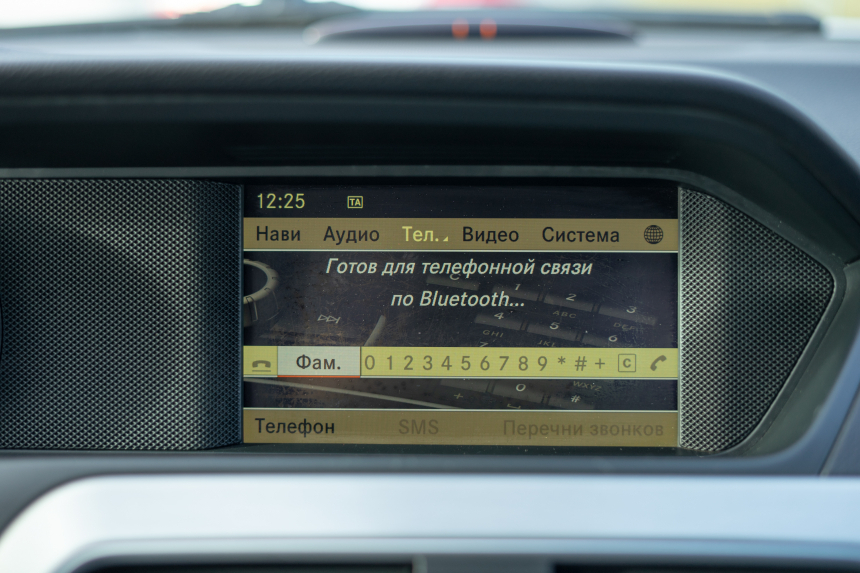 12:25 TA
Нави Аудио Тел. Видео Система
Готов для телефонной связи
по Bluetooth...
Фам. 0 1 2 3 4 5 6 7 8 9 * # + C
Телефон SMS Перечни звонков